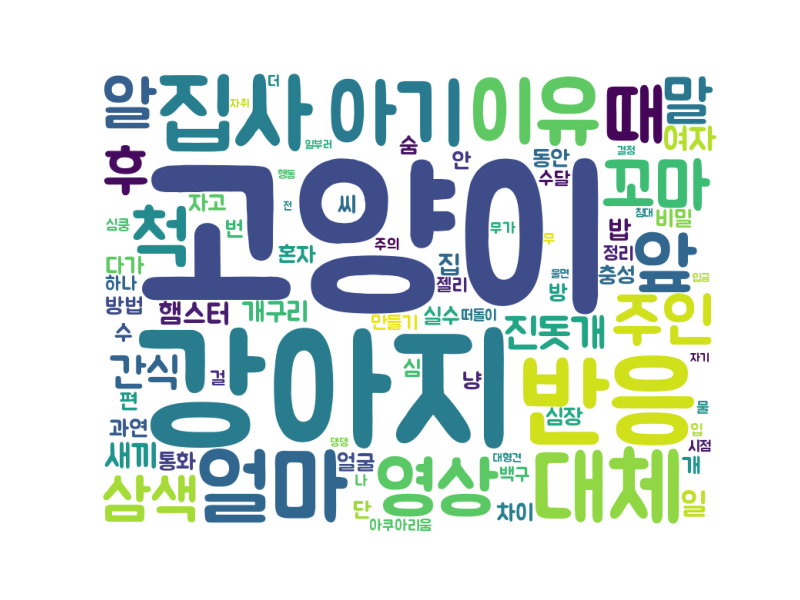 더
자취
알
집사
아기
이유
때
말
여자
일부러
숨
결정
후
안
동안
수달
꼬마
고양이
행동
자고
전
씨
심쿵
번
척
주의
무가
무
침대
비밀
밥
앞
정리
다가
혼자
집
하나
젤리
울면
방
충성
입금
방법
햄스터
개구리
만들기
실수
떠돌이
진돗개
주인
수
강아지
반응
간식
걸
심
냥
자기
편
과연
심장
물
댕댕
입
시점
새끼
통화
얼마
얼굴
영상
대형견
백구
대체
개
삼색
나
단
아쿠아리움
차이
일